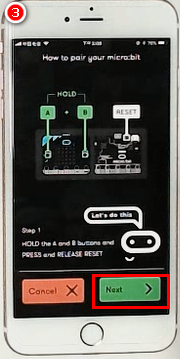 3
How to pair your micro:bit
HOLD
A + B
RESET
Let's do this
Step 1
HOLD the A and B buttons and
PRESS and RELEASE RESET
Cancel X
Next >